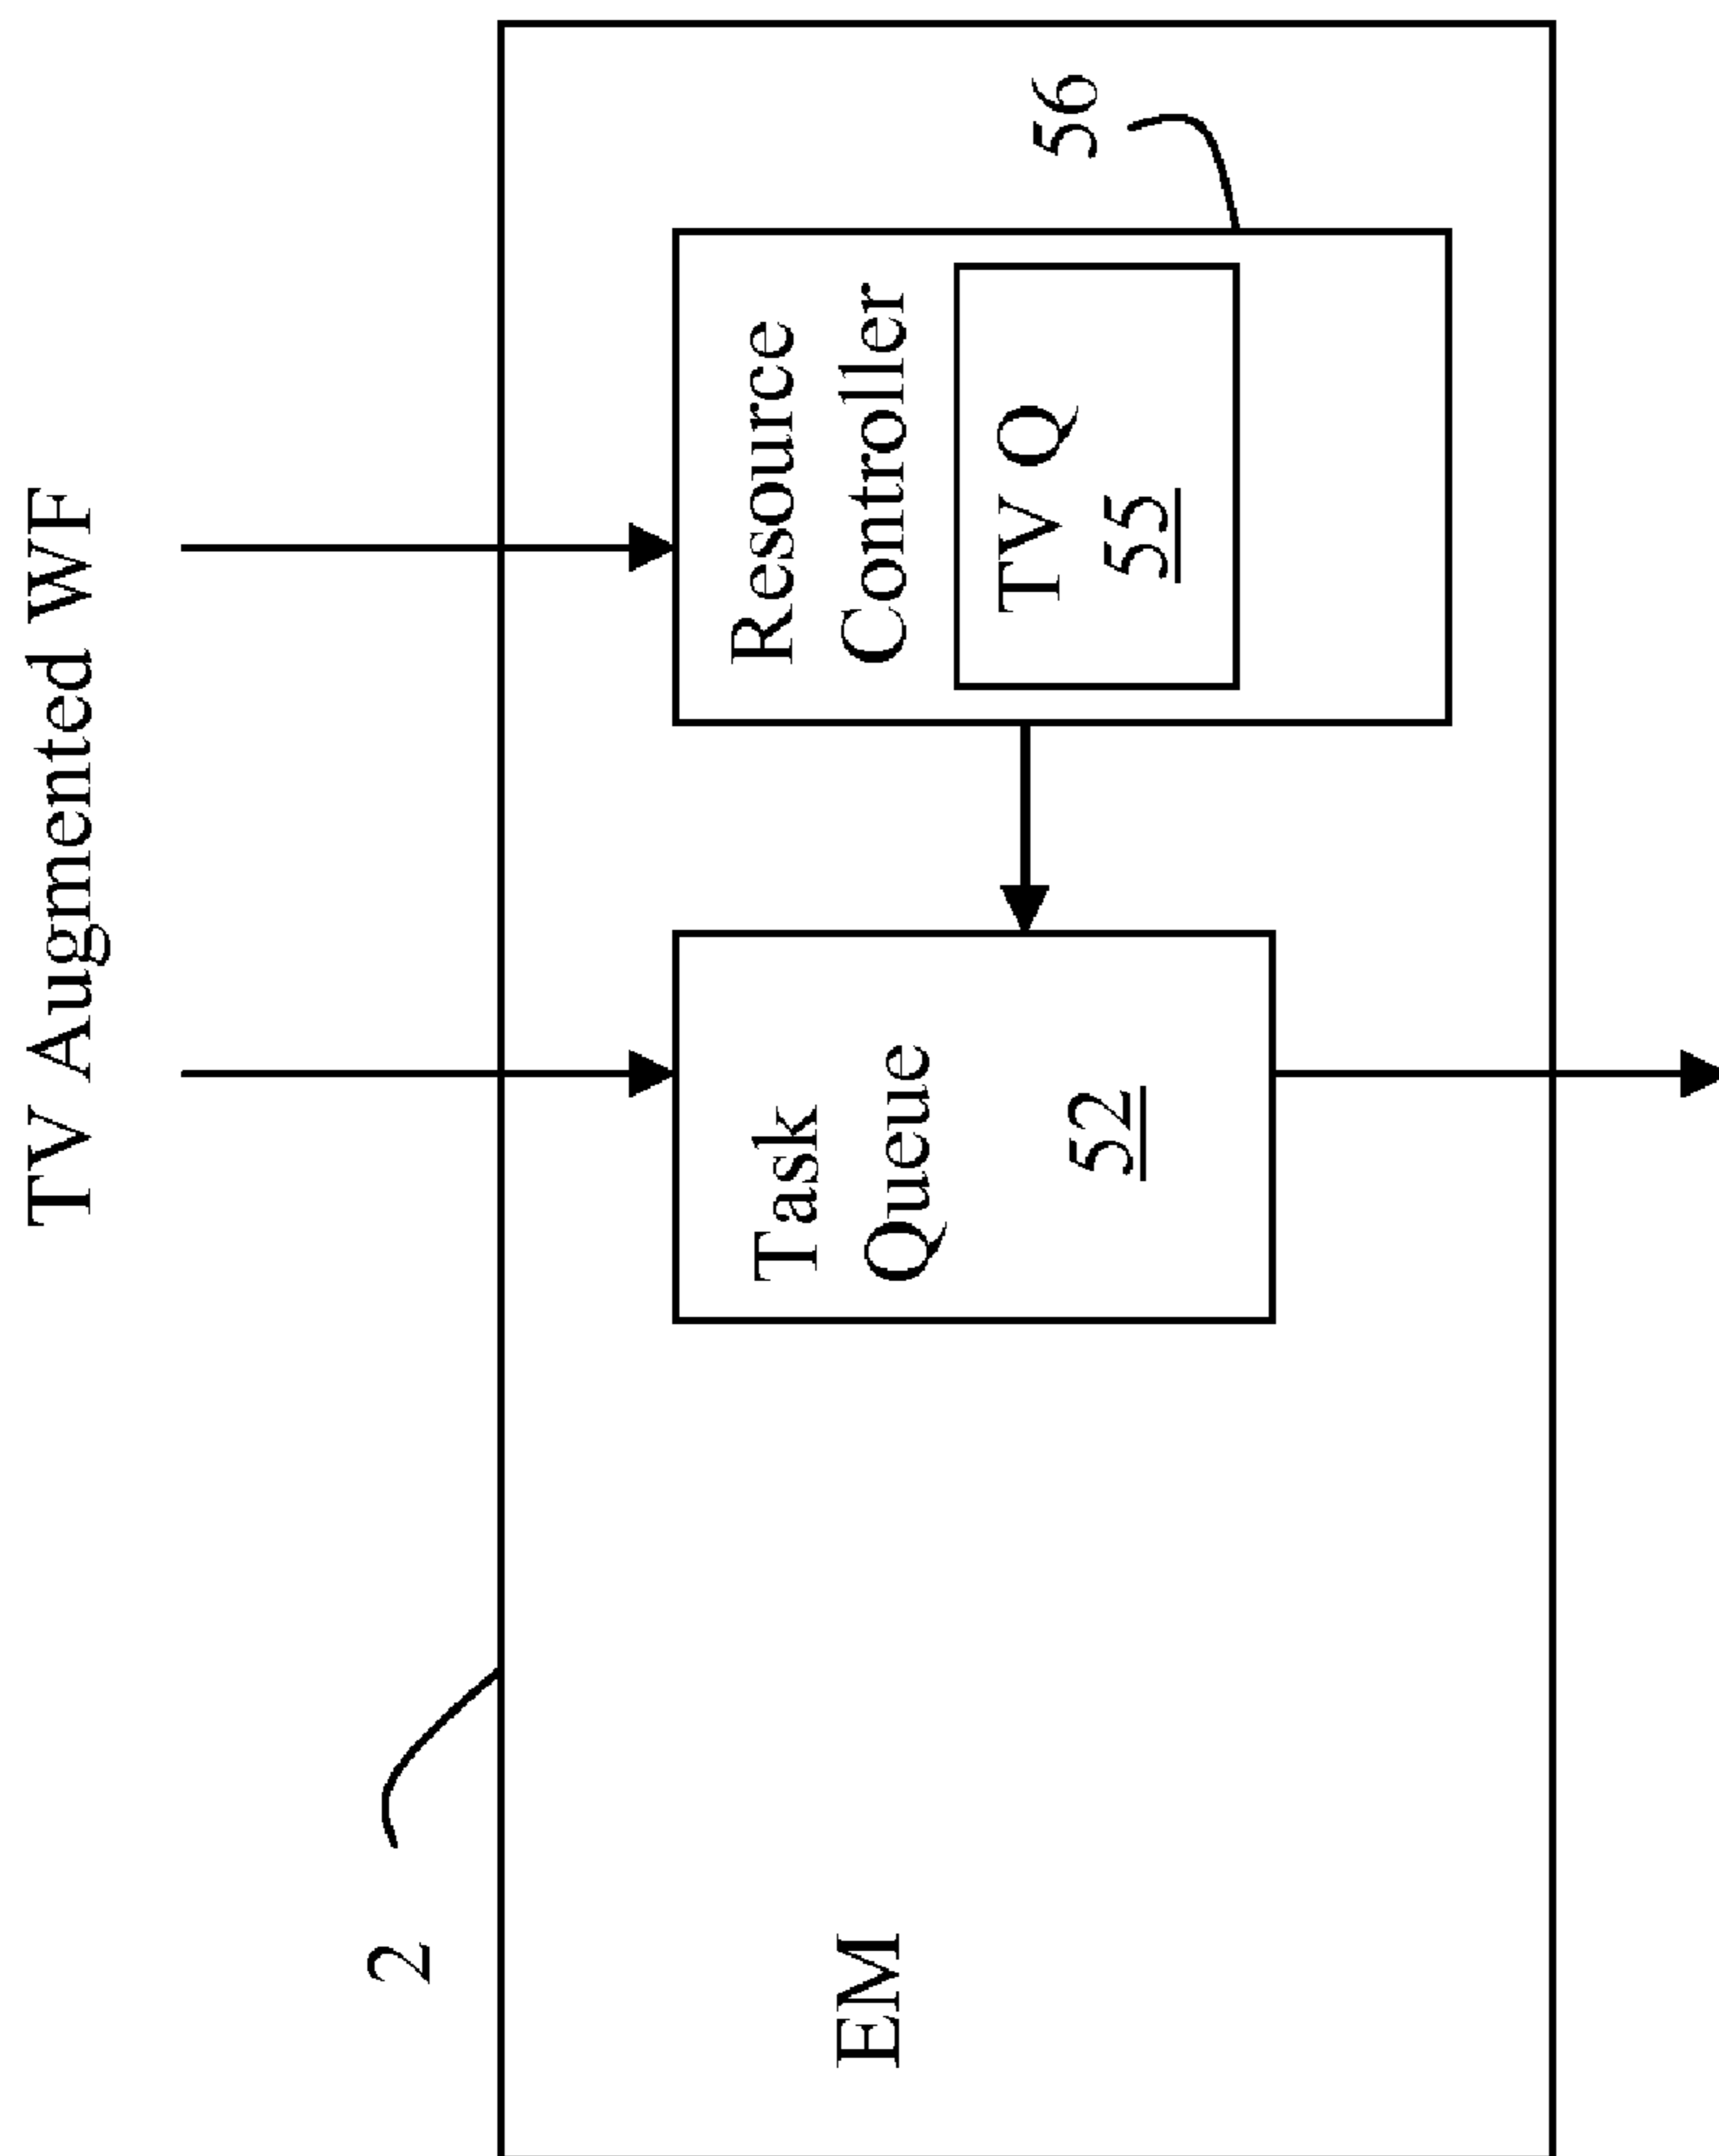 TV Augmented WF
2
EM
Task
Queue
52
Resource
Controller
TV Q
55
56